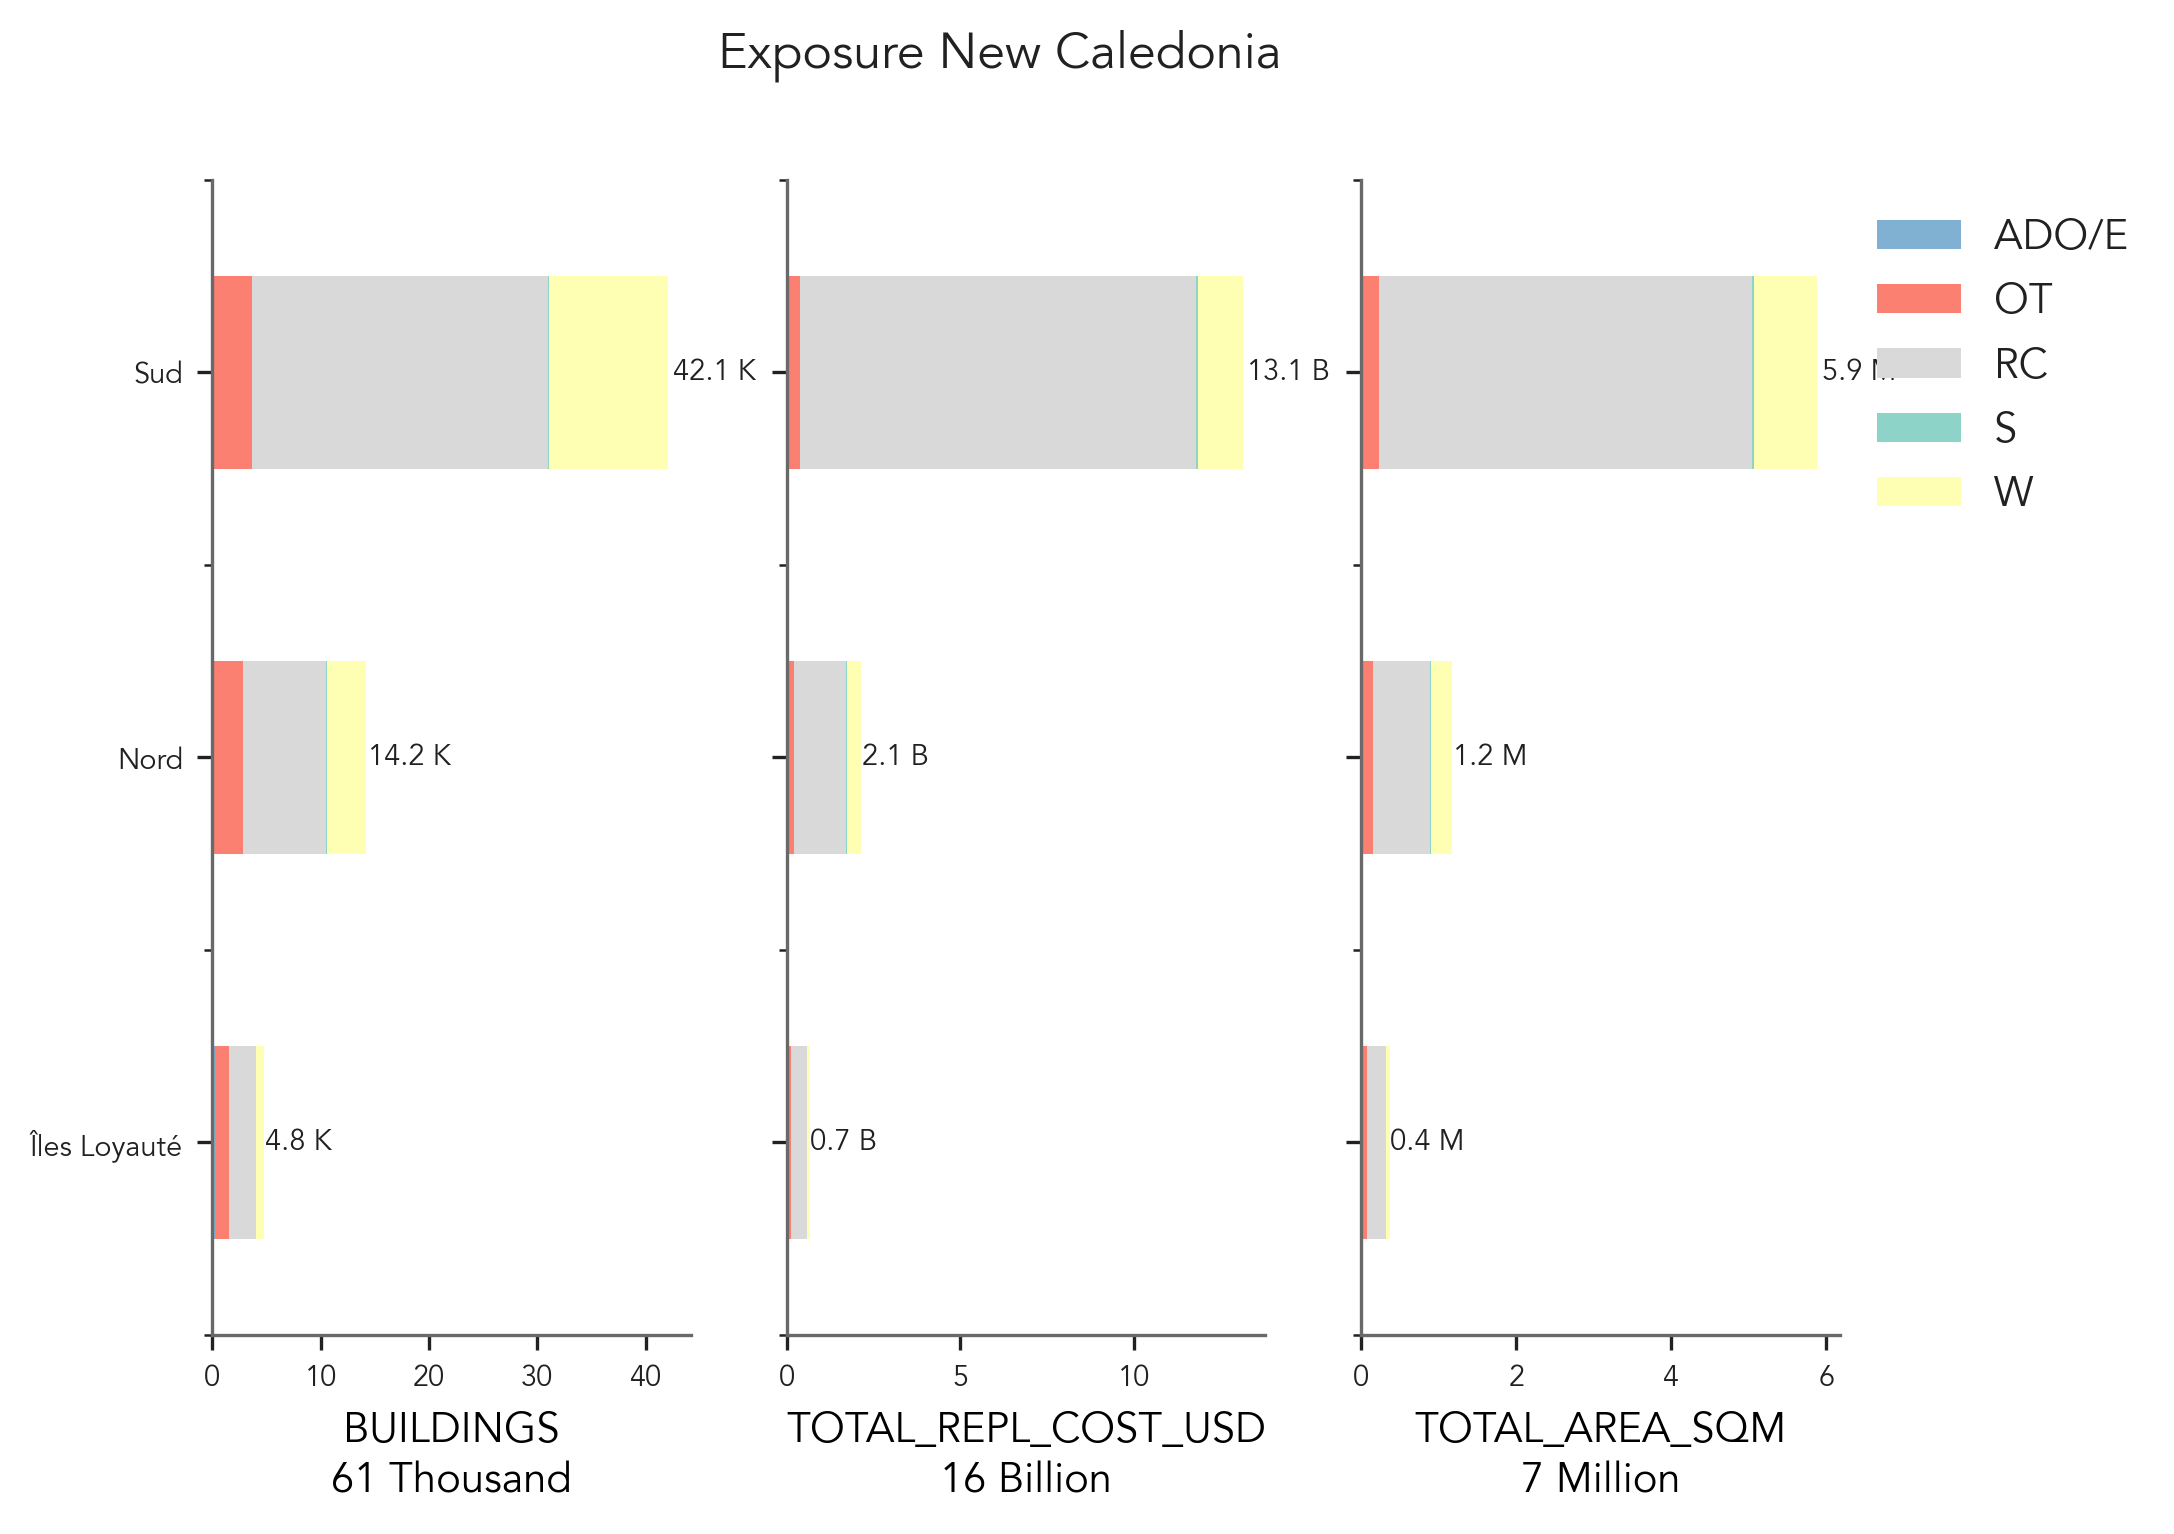 Exposure New Caledonia
ADO/E
OT
RC
S
W
Sud
42.1 K
13.1 B
5.9 M
Nord
14.2 K
2.1 B
1.2 M
Îles Loyauté
4.8 K
0.7 B
0.4 M
0 10 20 30 40
0 5 10
0 2 4 6
BUILDINGS
61 Thousand
TOTAL_REPL_COST_USD
16 Billion
TOTAL_AREA_SQM
7 Million